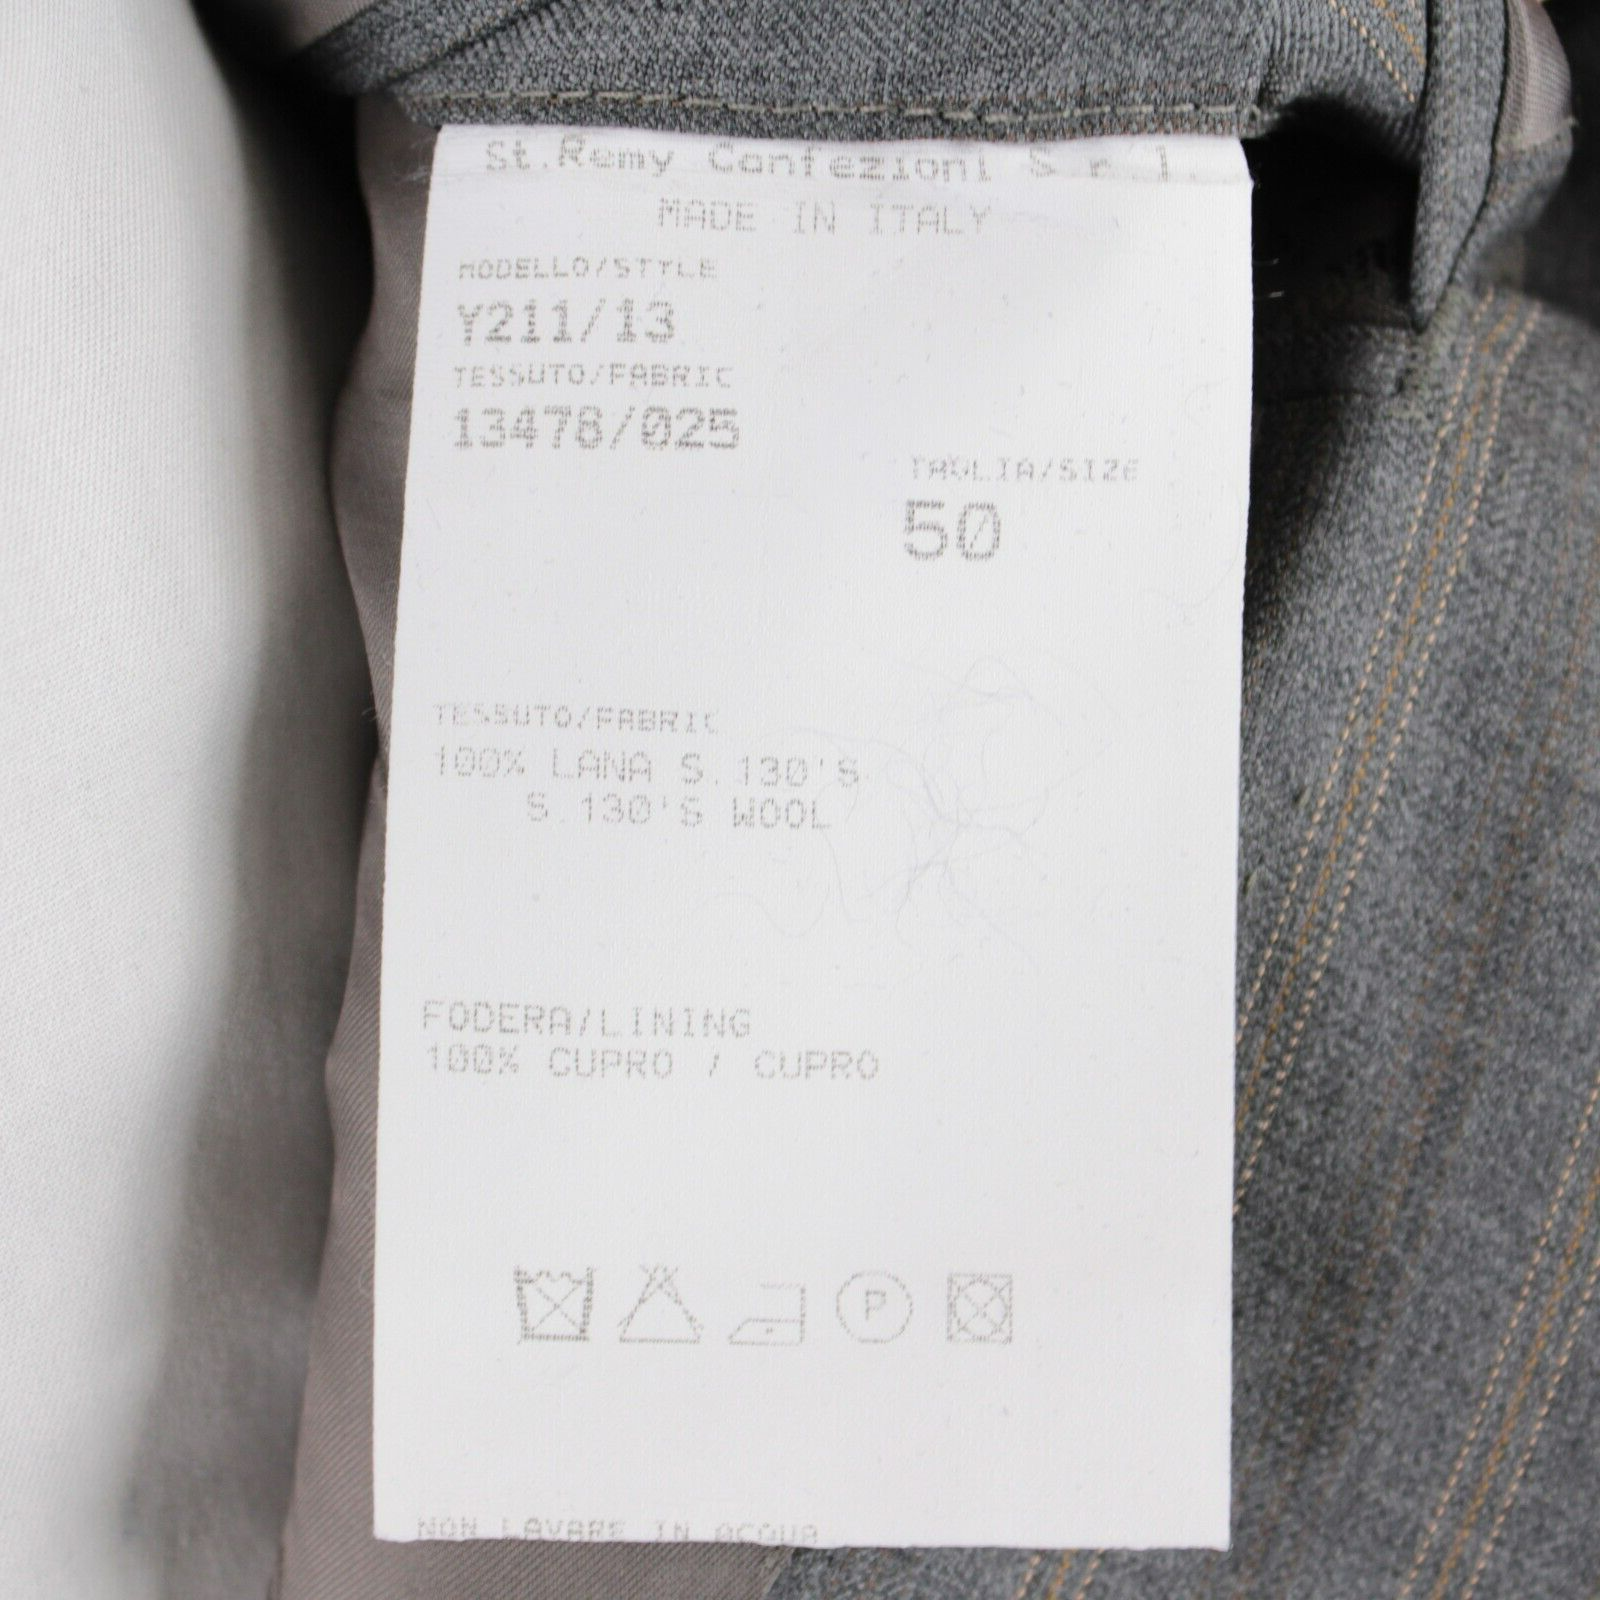 St.Remy Confezioni S.r.l.
MADE IN ITALY
MODELLO/STYLE
Y211/13
TESSUTO/FABRIC
13478/025
TAGLIA/SIZE
50
TESSUTO/FABRIC
100% LANA S.130'S
S.130'S WOOL
FODERA/LINING
100% CUPRO / CUPRO
P
NON LAVARE IN ACQUA